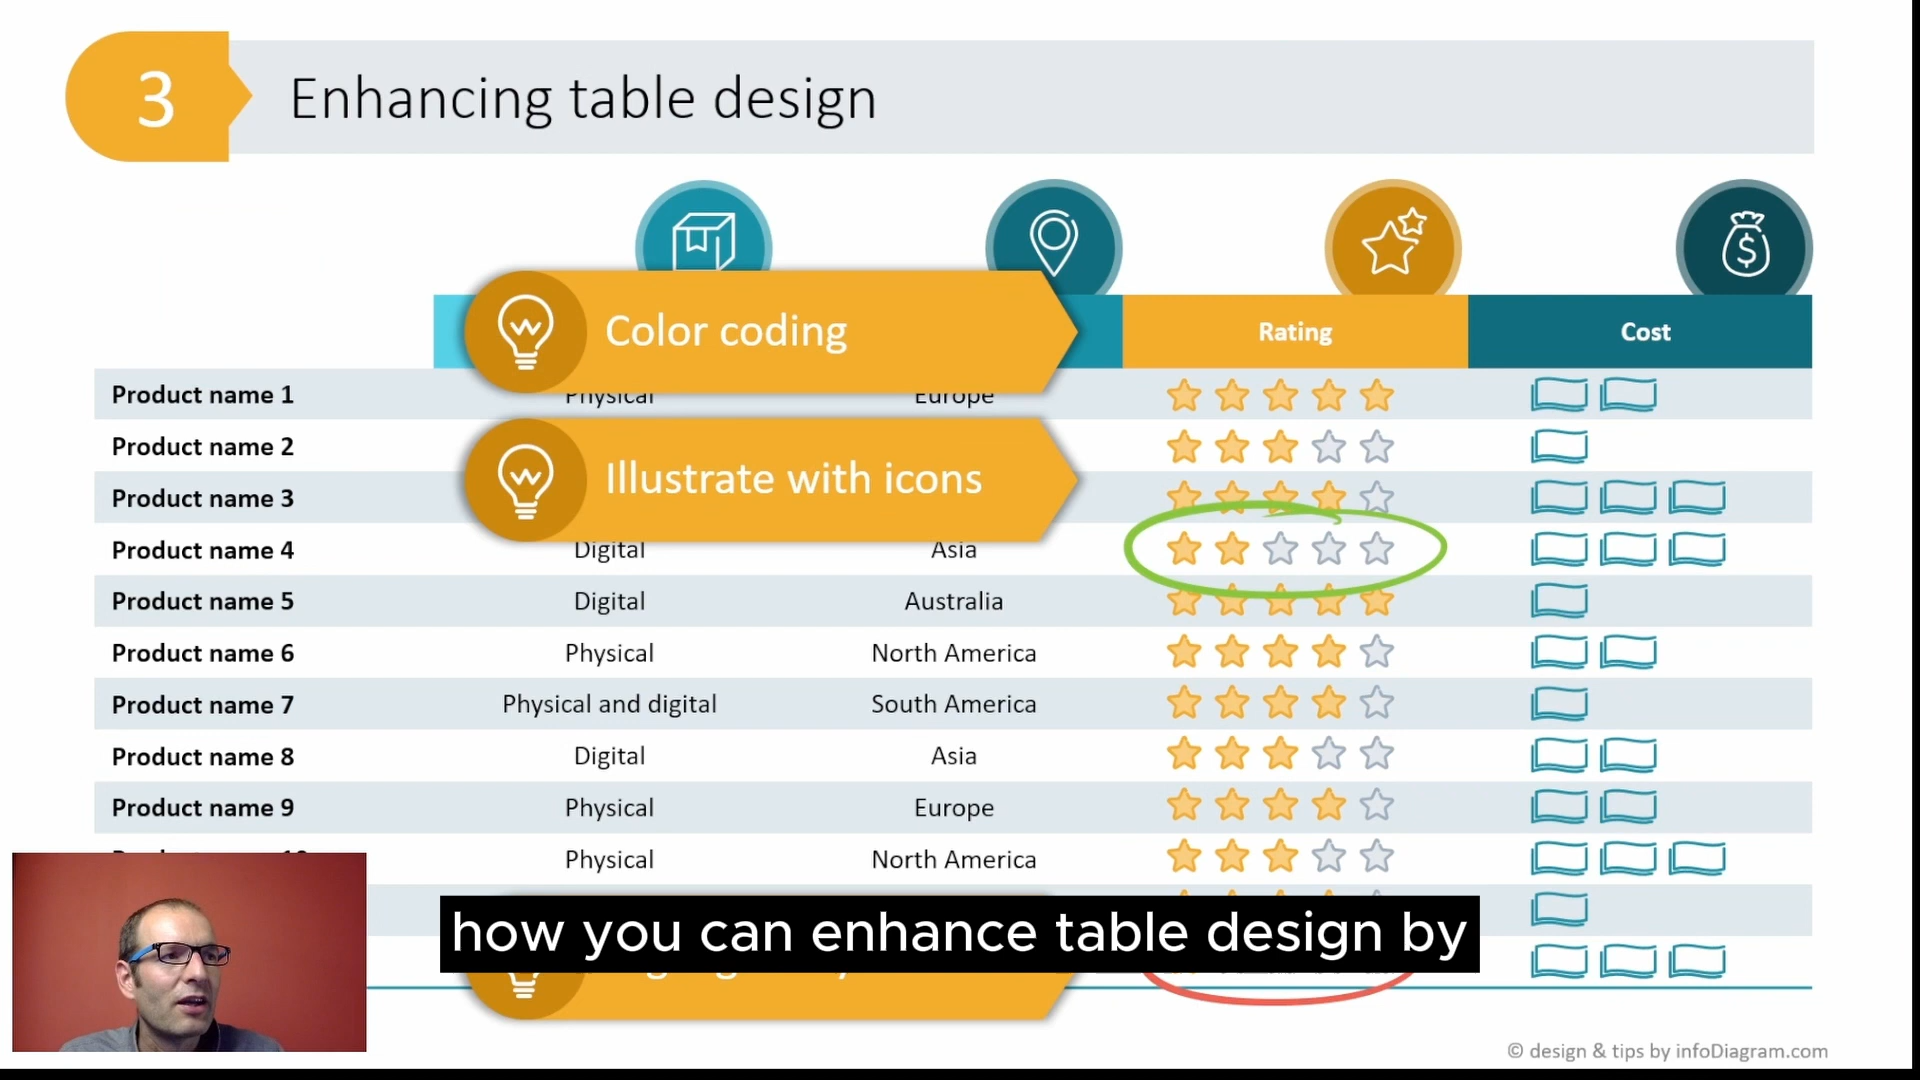 3
Enhancing table design
Color coding
Rating
Cost
Product name 1
Physical
Europe
Product name 2
Illustrate with icons
Product name 3
Product name 4
Digital
Asia
Product name 5
Digital
Australia
Product name 6
Physical
North America
Product name 7
Physical and digital
South America
Product name 8
Digital
Asia
Product name 9
Physical
Europe
Physical
North America
how you can enhance table design by
© design & tips by infoDiagram.com